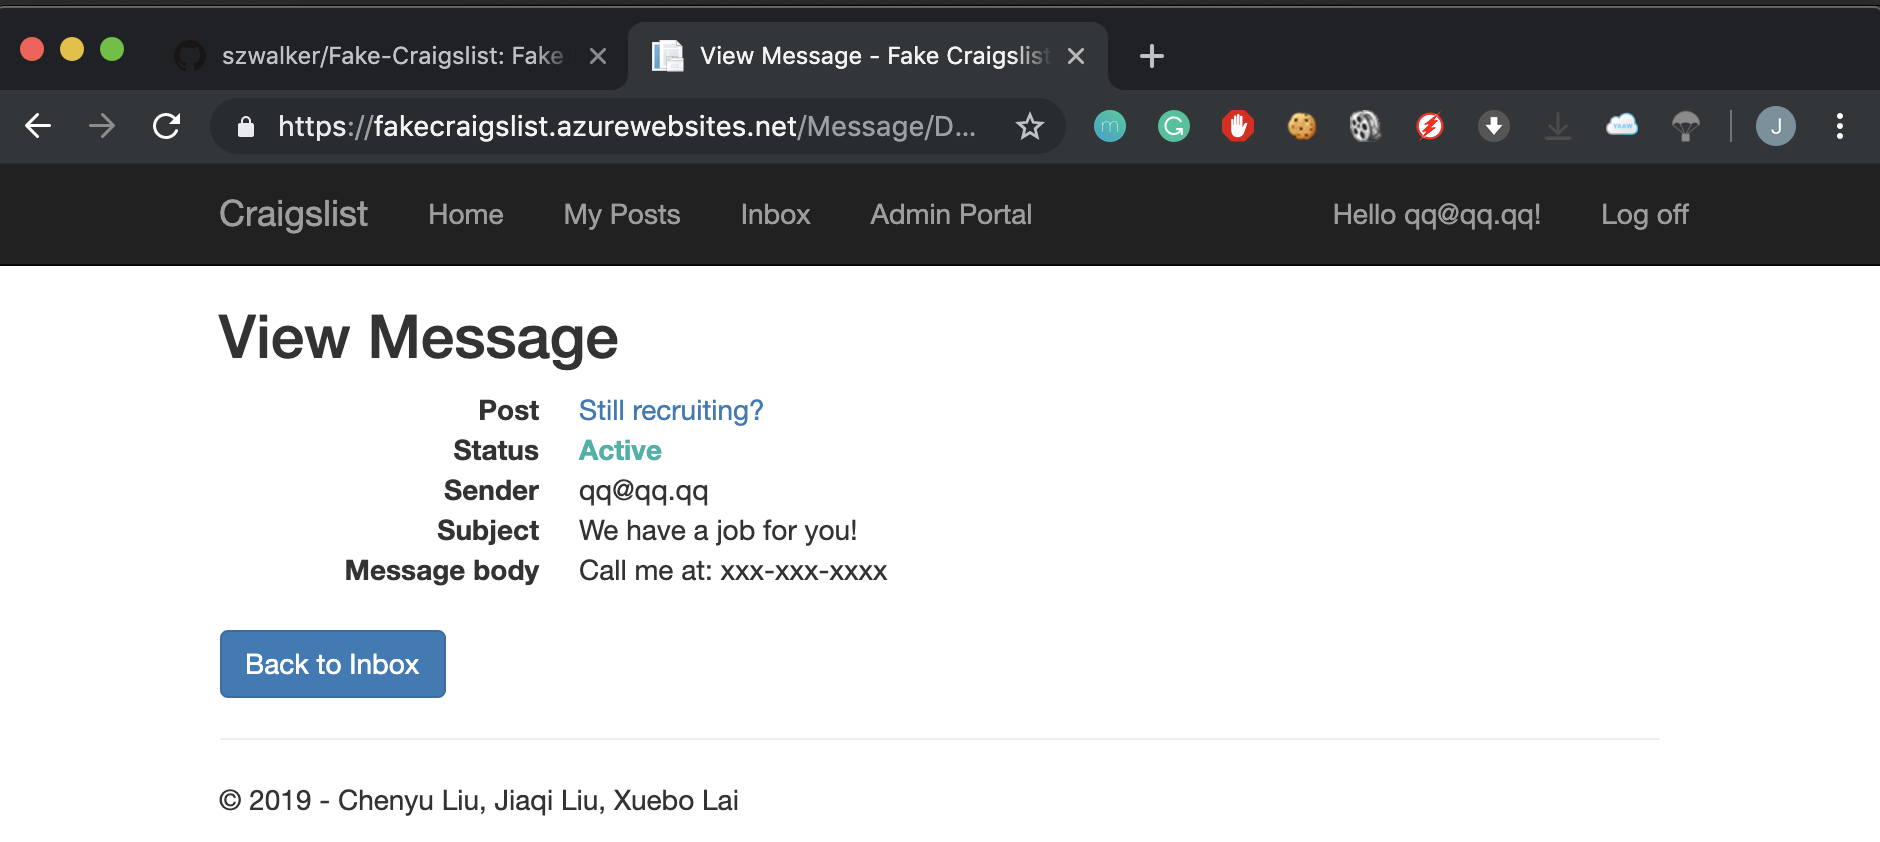 szwalker/Fake-Craigslist: Fake
View Message - Fake Craigslist
https://fakecraigslist.azurewebsites.net/Message/D...
J
Craigslist Home My Posts Inbox Admin Portal Hello qq@qq.qq! Log off
View Message
Post Still recruiting?
Status Active
Sender qq@qq.qq
Subject We have a job for you!
Message body Call me at: xxx-xxx-xxxx
Back to Inbox
© 2019 - Chenyu Liu, Jiaqi Liu, Xuebo Lai